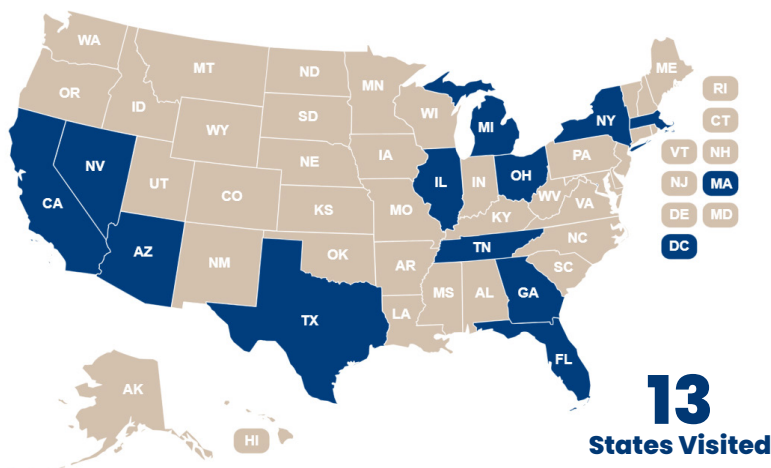 WA
MT
ND
MN
ME
OR
ID
SD
WI
MI
NY
RI
WY
CT
NE
IA
PA
VT NH
NV
UT
CO
IL
IN
OH
WV
VA
NJ MA
CA
KS
MO
KY
DE MD
AZ
NM
OK
AR
TN
NC
DC
SC
TX
LA
MS
AL
GA
FL
AK
HI
13
States Visited